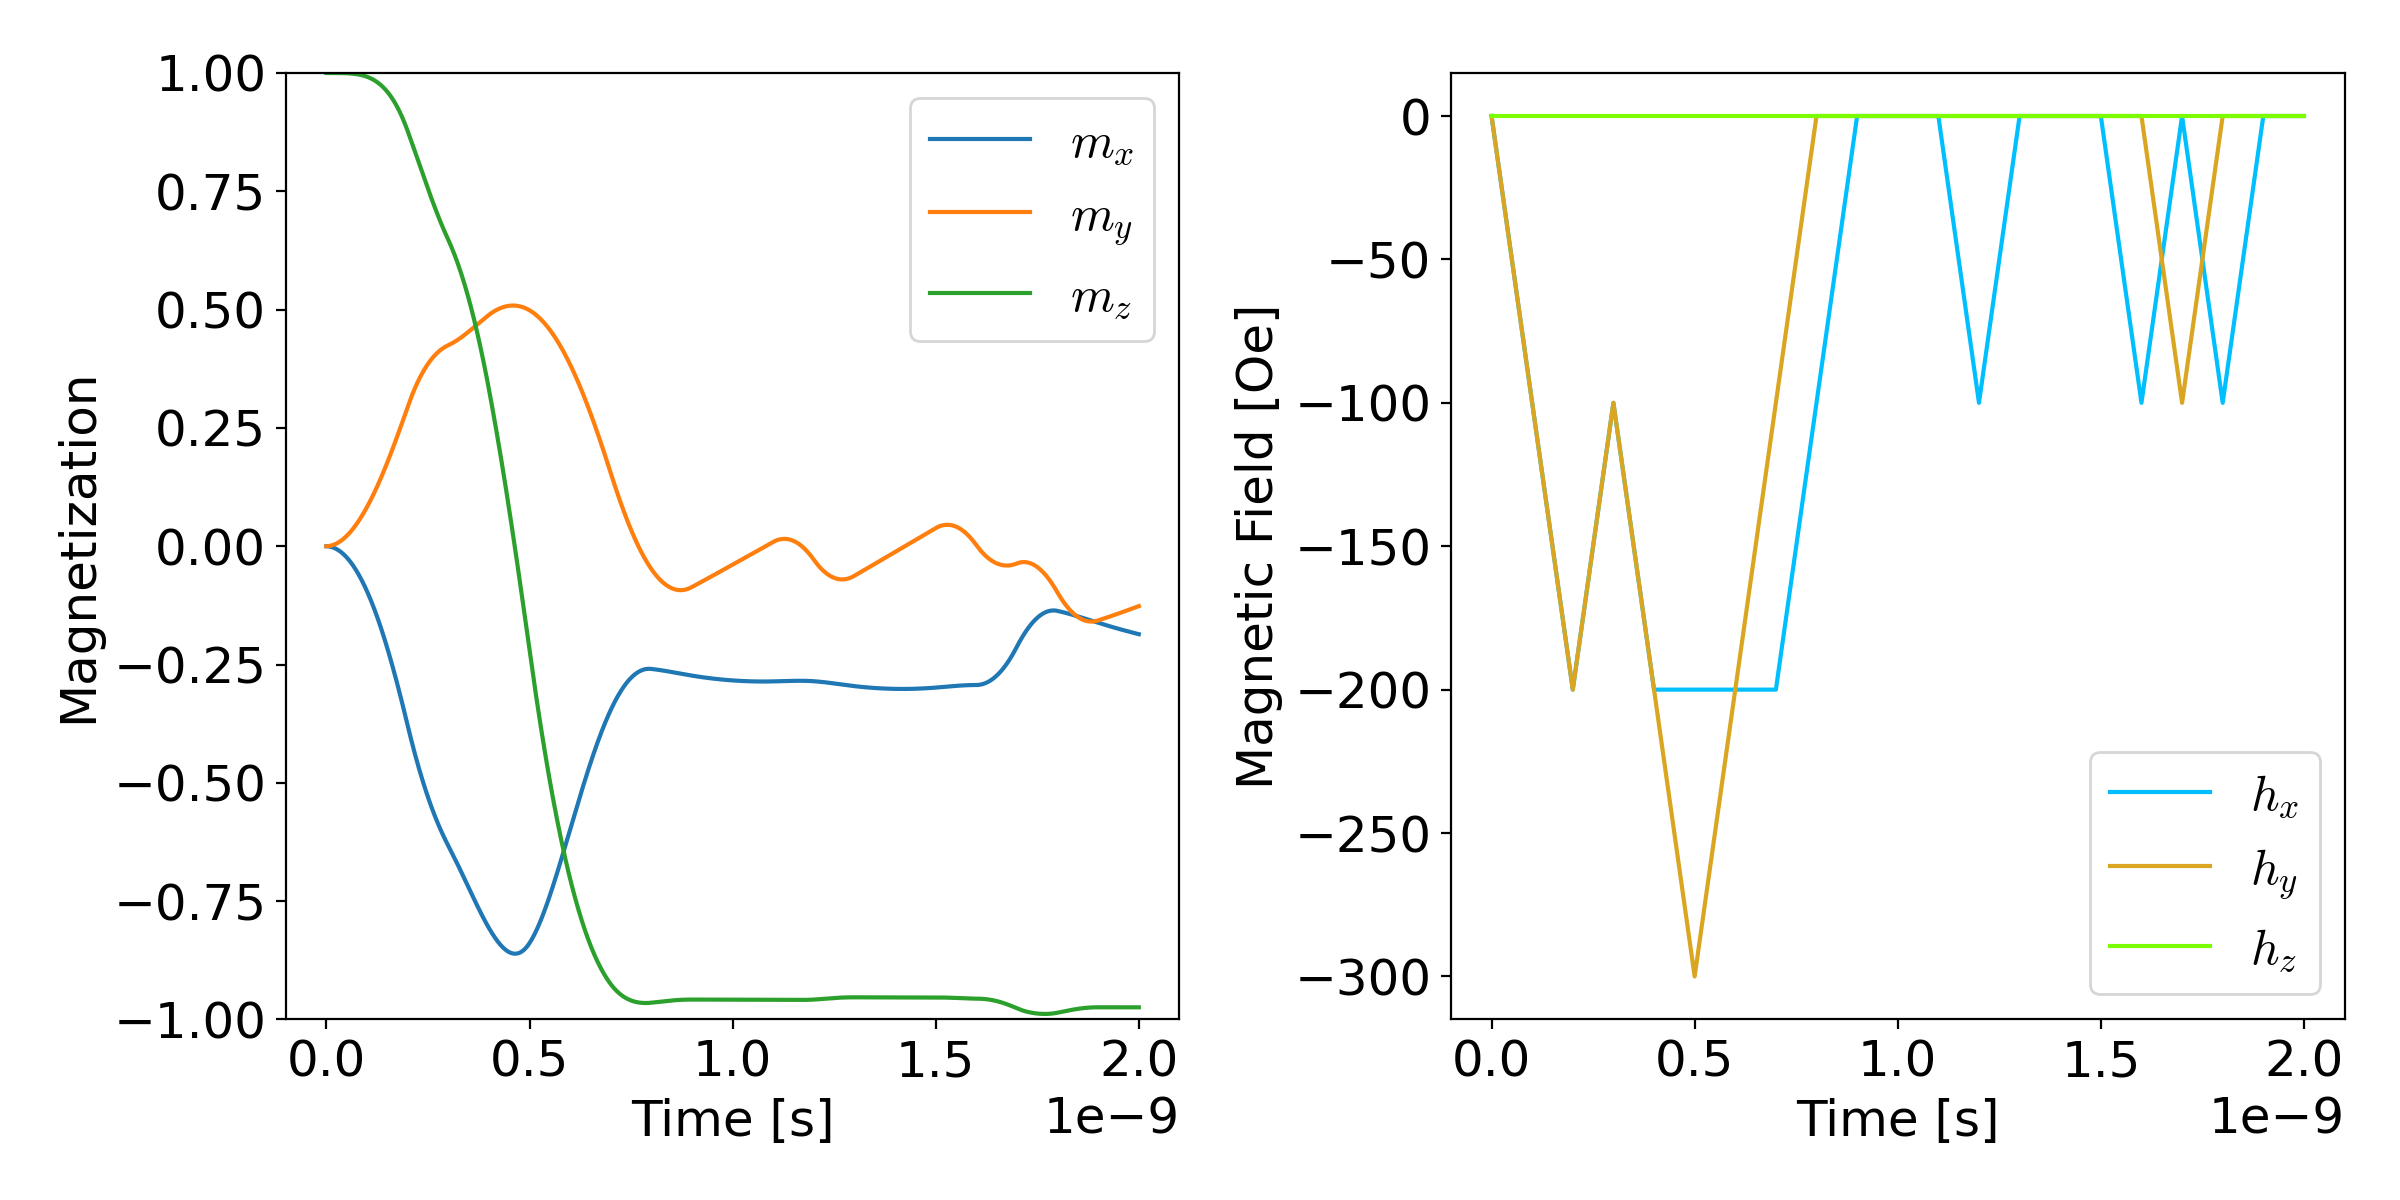 Magnetization
1.00
0.75
0.50
0.25
0.00
−0.25
−0.50
−0.75
−1.00
0.0 0.5 1.0 1.5 2.0
Time [s]
1e−9
m_x
m_y
m_z
Magnetic Field [Oe]
0
−50
−100
−150
−200
−250
−300
0.0 0.5 1.0 1.5 2.0
Time [s]
1e−9
h_x
h_y
h_z